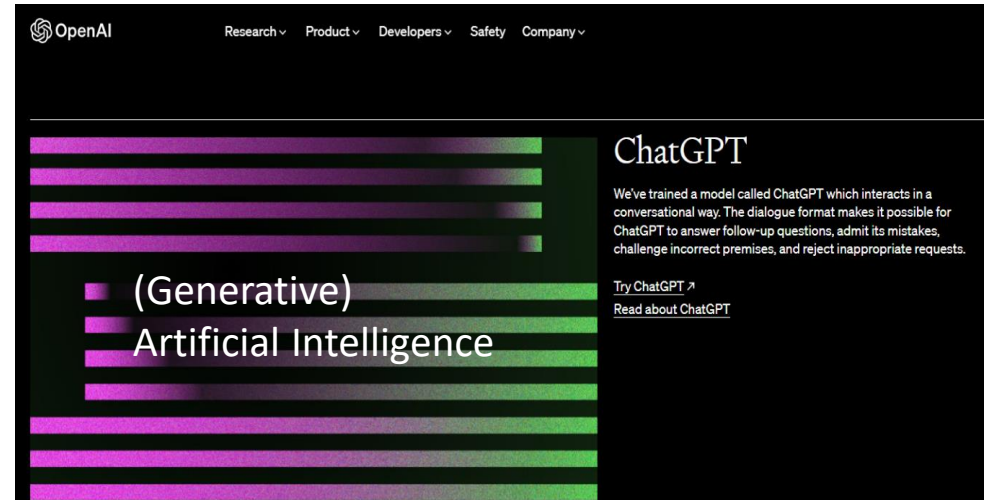 OpenAI
Research Product Developers Safety Company
ChatGPT
We've trained a model called ChatGPT which interacts in a
conversational way. The dialogue format makes it possible for
ChatGPT to answer follow-up questions, admit its mistakes,
challenge incorrect premises, and reject inappropriate requests.
Try ChatGPT ↗
Read about ChatGPT
(Generative)
Artificial Intelligence